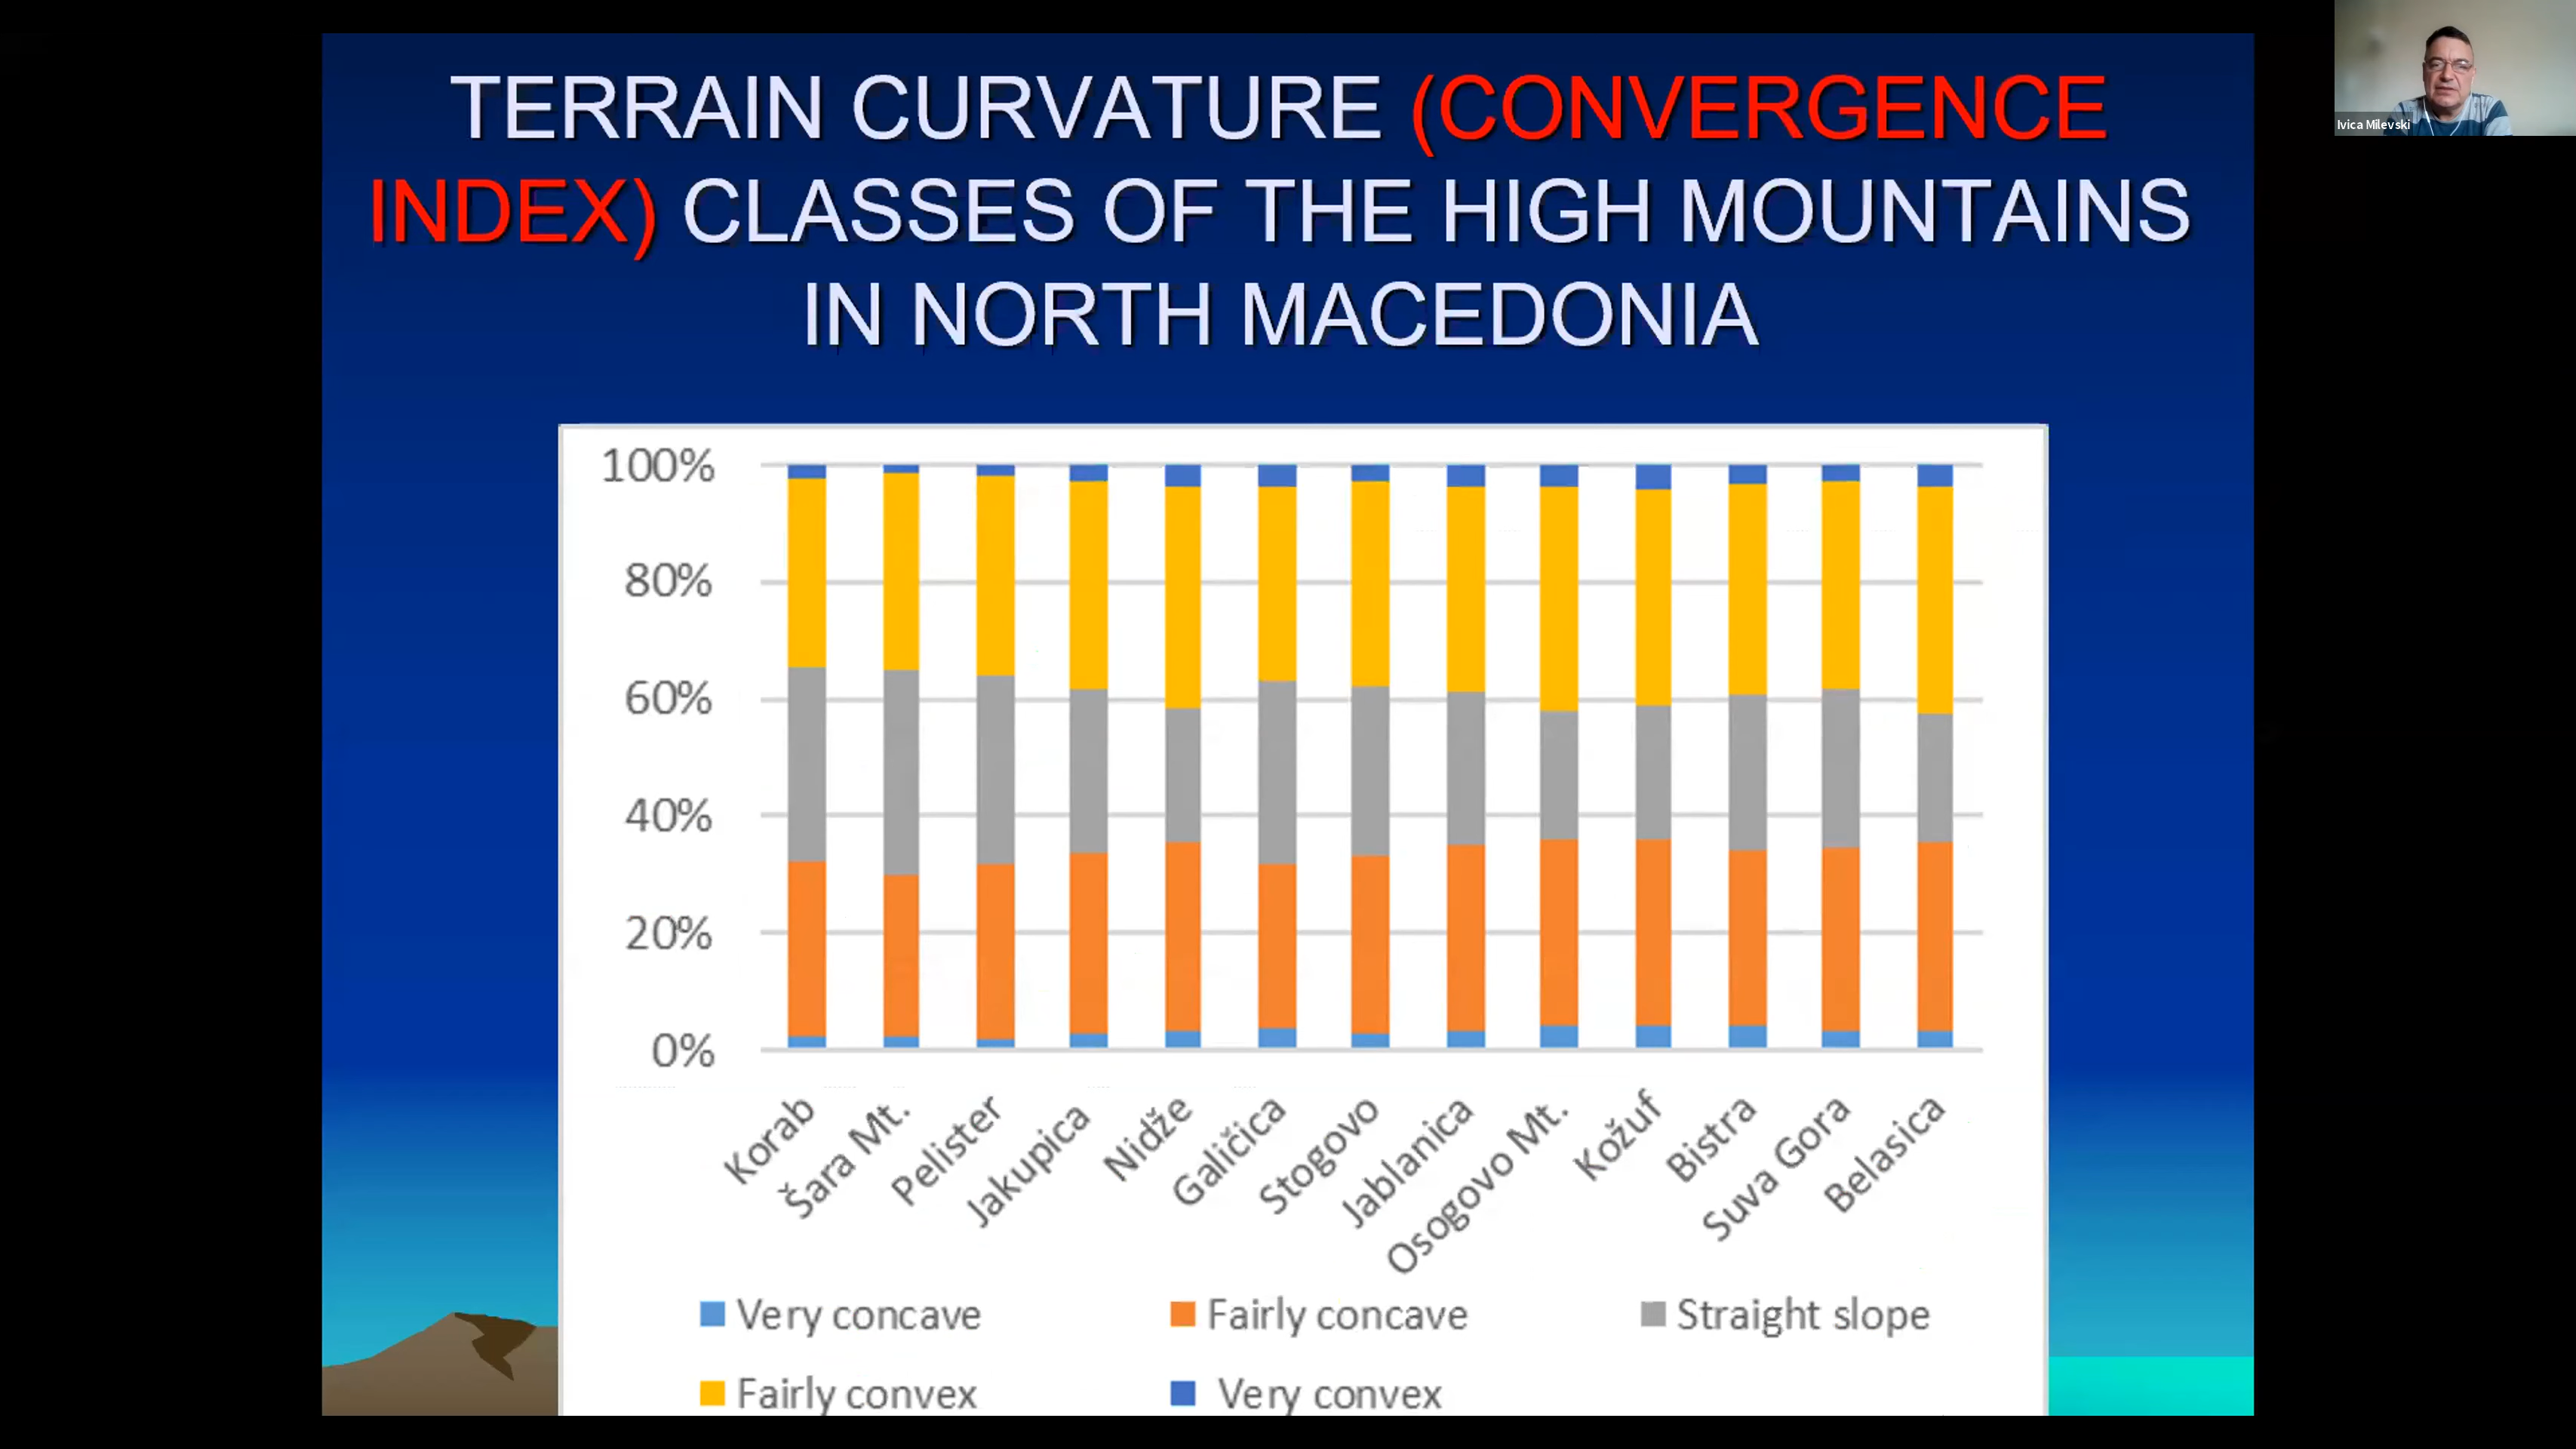 TERRAIN CURVATURE (CONVERGENCE
INDEX) CLASSES OF THE HIGH MOUNTAINS
IN NORTH MACEDONIA
Ivica Milevski
100%
80%
60%
40%
20%
0%
Korab
Šara Mt.
Pelister
Jakupica
Nidže
Galičica
Stogovo
Jablanica
Osogovo Mt.
Kožuf
Bistra
Suva Gora
Belasica
Very concave
Fairly concave
Straight slope
Fairly convex
Very convex